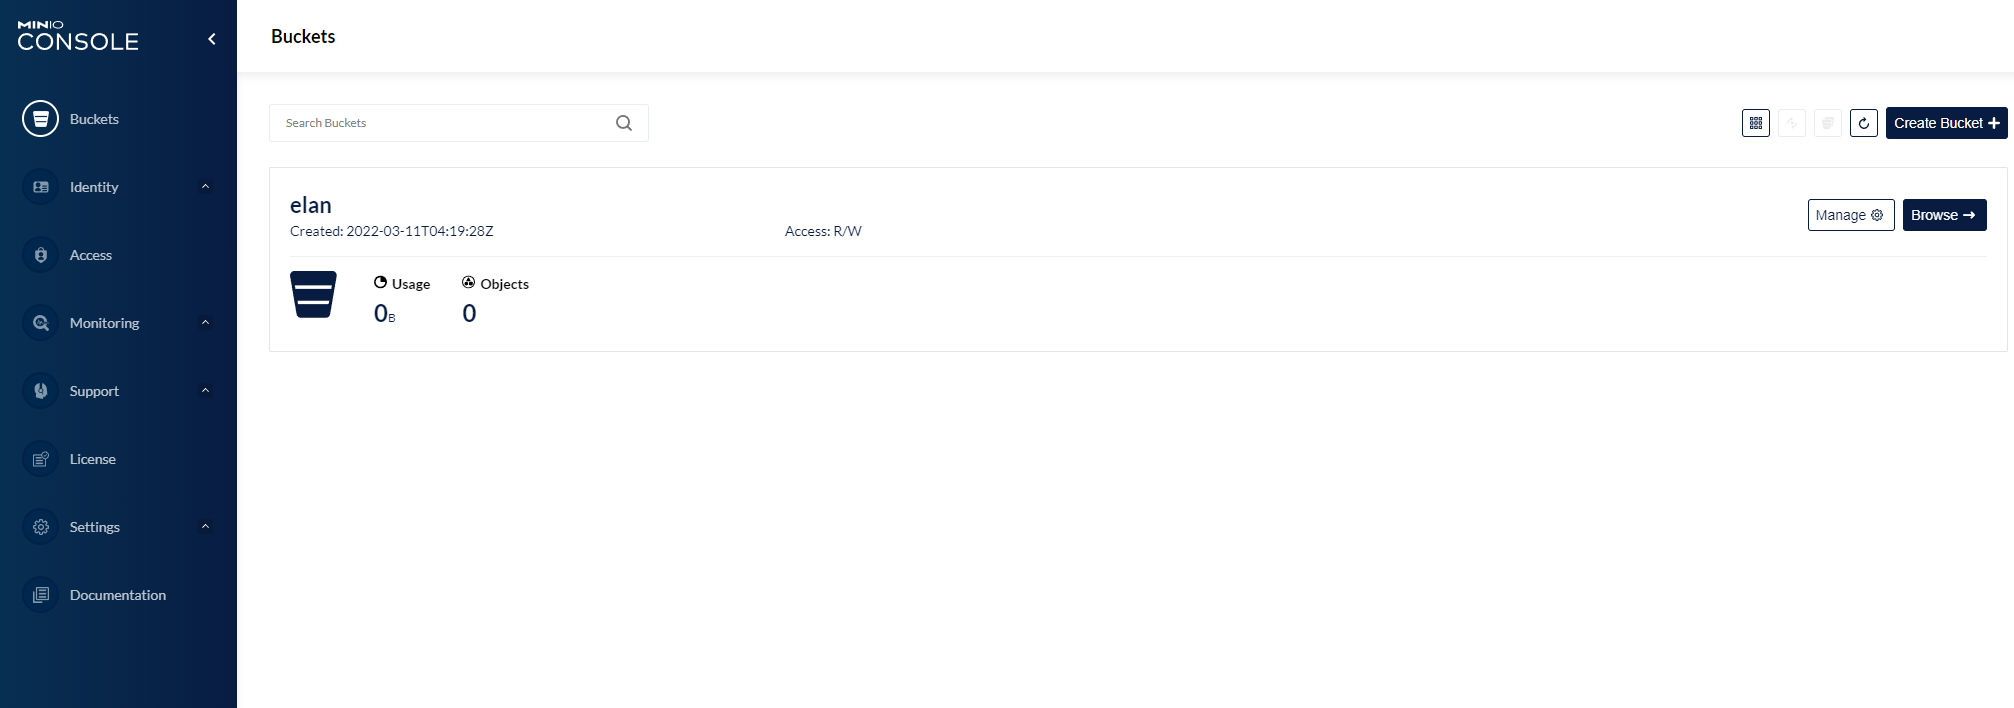 MINIO
CONSOLE
Buckets
Identity
Access
Monitoring
Support
License
Settings
Documentation
Buckets
Search Buckets
Create Bucket
elan
Created: 2022-03-11T04:19:28Z
Access: R/W
Manage
Browse
Usage
0B
Objects
0